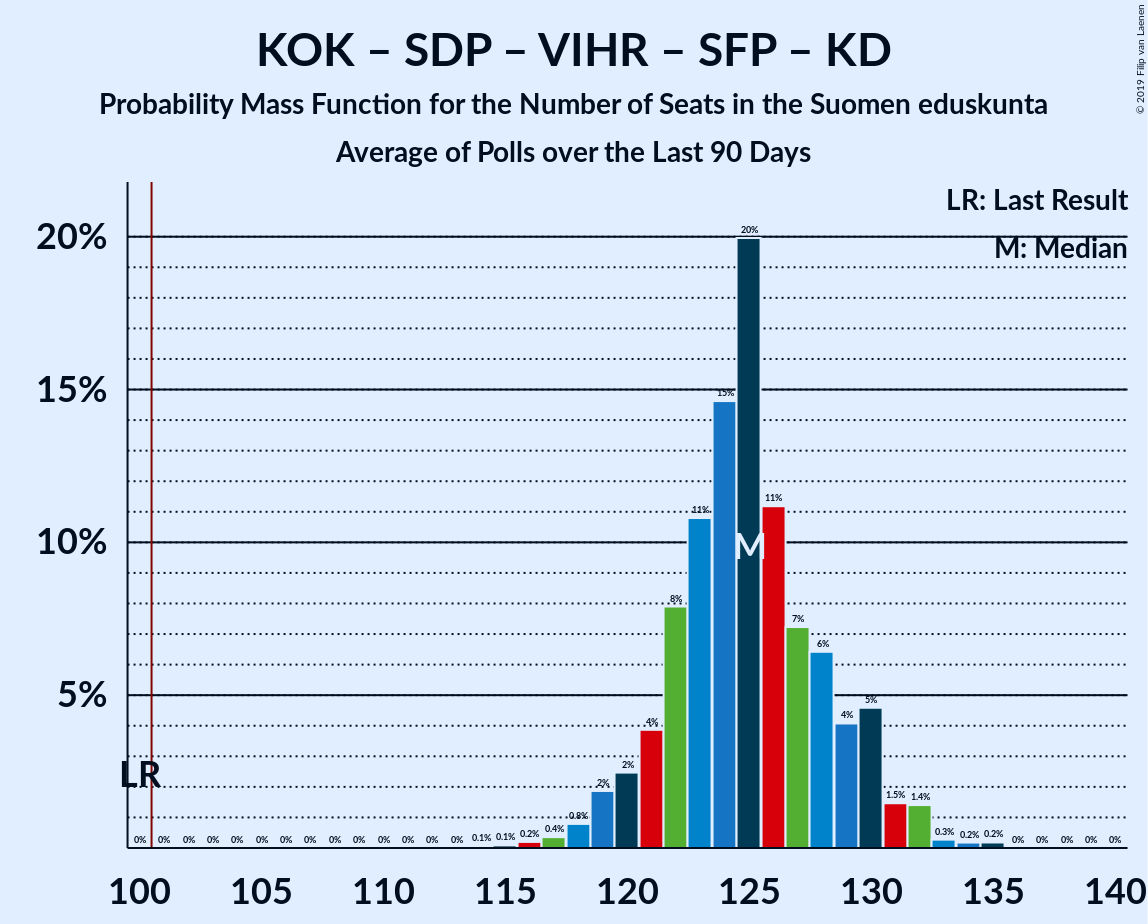 KOK – SDP – VIHR – SFP – KD
Probability Mass Function for the Number of Seats in the Suomen eduskunta
Average of Polls over the Last 90 Days
© 2019 Filip van Laenen
LR: Last Result
M: Median
20%
15%
10%
5%
LR
M
0% 0% 0% 0% 0% 0% 0% 0% 0% 0% 0% 0% 0% 0% 0.1% 0.1% 0.2% 0.4% 0.8% 2% 2% 4% 8% 11% 15% 20% 11% 7% 6% 4% 5% 1.5% 1.4% 0.3% 0.2% 0.2% 0% 0% 0% 0% 0%
100 105 110 115 120 125 130 135 140